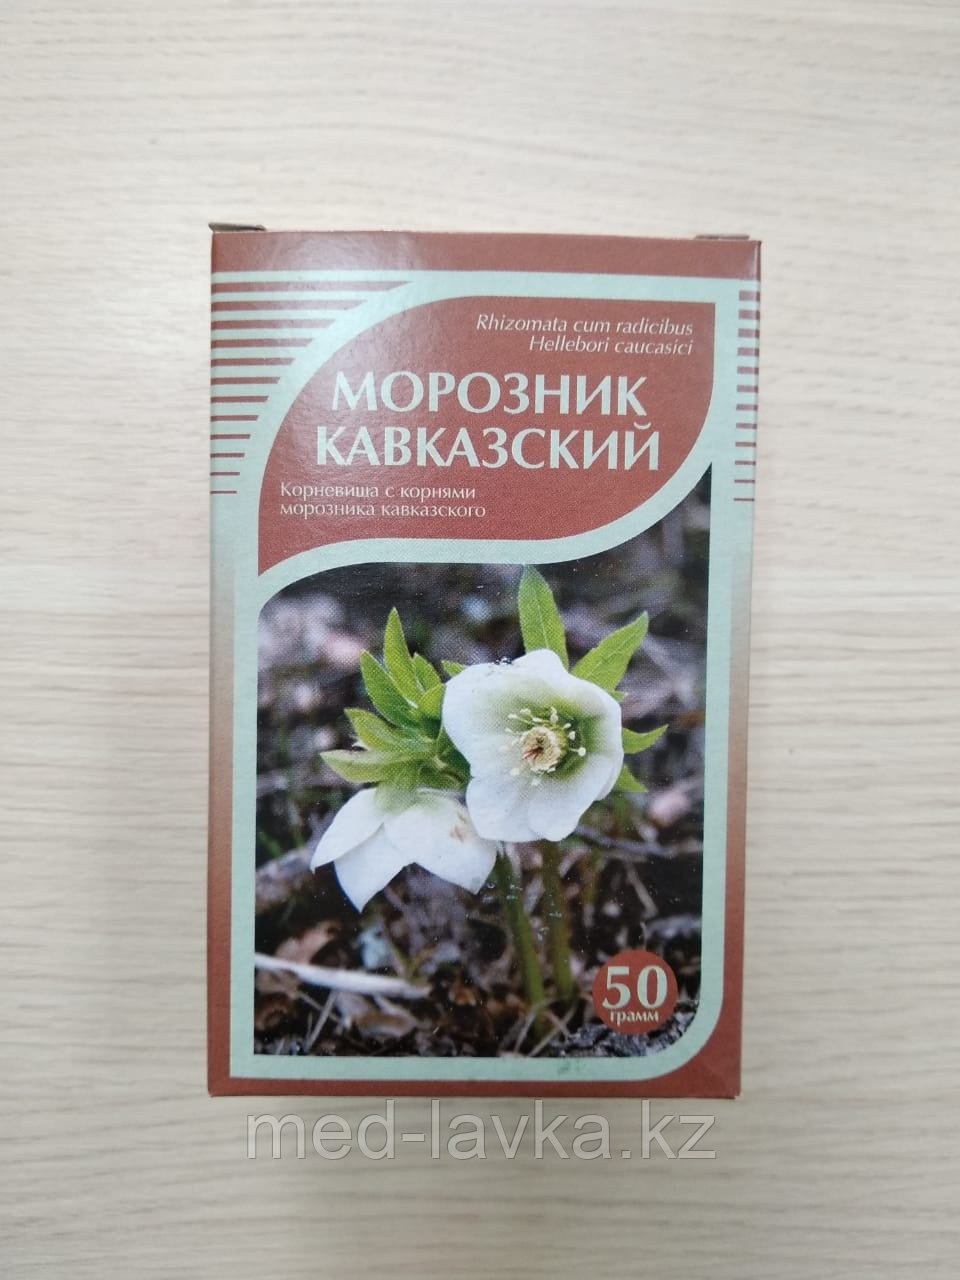 Rhizomata cum radicibus
Hellebori caucasici
МОРОЗНИК
КАВКАЗСКИЙ
Корневища с корнями
морозника кавказского
50
грамм
med-lavka.kz